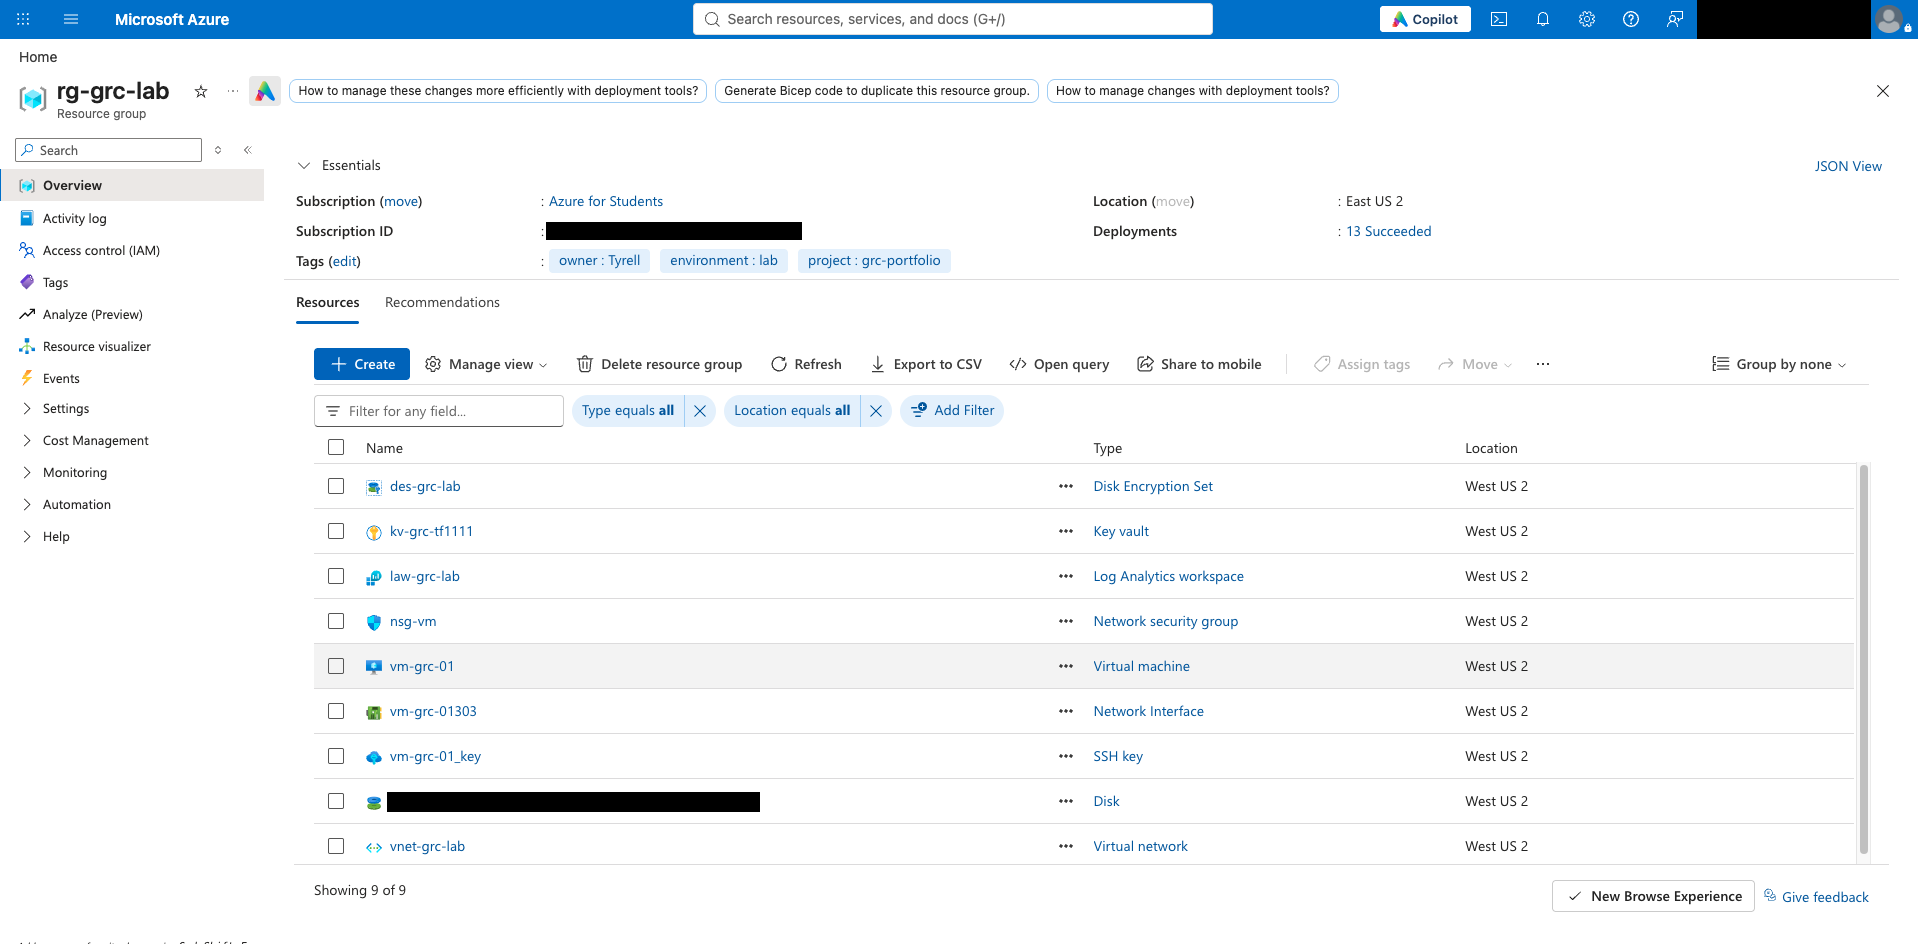 Microsoft Azure
Search resources, services, and docs (G+/)
Copilot
Home
rg-grc-lab
Resource group
How to manage these changes more efficiently with deployment tools?
Generate Bicep code to duplicate this resource group.
How to manage changes with deployment tools?
Search
Overview
Activity log
Access control (IAM)
Tags
Analyze (Preview)
Resource visualizer
Events
Settings
Cost Management
Monitoring
Automation
Help
Essentials
JSON View
Subscription (move) : Azure for Students
Subscription ID :
Tags (edit) : owner : Tyrell environment : lab project : grc-portfolio
Location (move) : East US 2
Deployments : 13 Succeeded
Resources Recommendations
Create Manage view Delete resource group Refresh Export to CSV Open query Share to mobile Assign tags Move Group by none
Filter for any field... Type equals all Location equals all Add Filter
Name Type Location
des-grc-lab Disk Encryption Set West US 2
kv-grc-tf1111 Key vault West US 2
law-grc-lab Log Analytics workspace West US 2
nsg-vm Network security group West US 2
vm-grc-01 Virtual machine West US 2
vm-grc-01303 Network Interface West US 2
vm-grc-01_key SSH key West US 2
Disk West US 2
vnet-grc-lab Virtual network West US 2
Showing 9 of 9
New Browse Experience
Give feedback